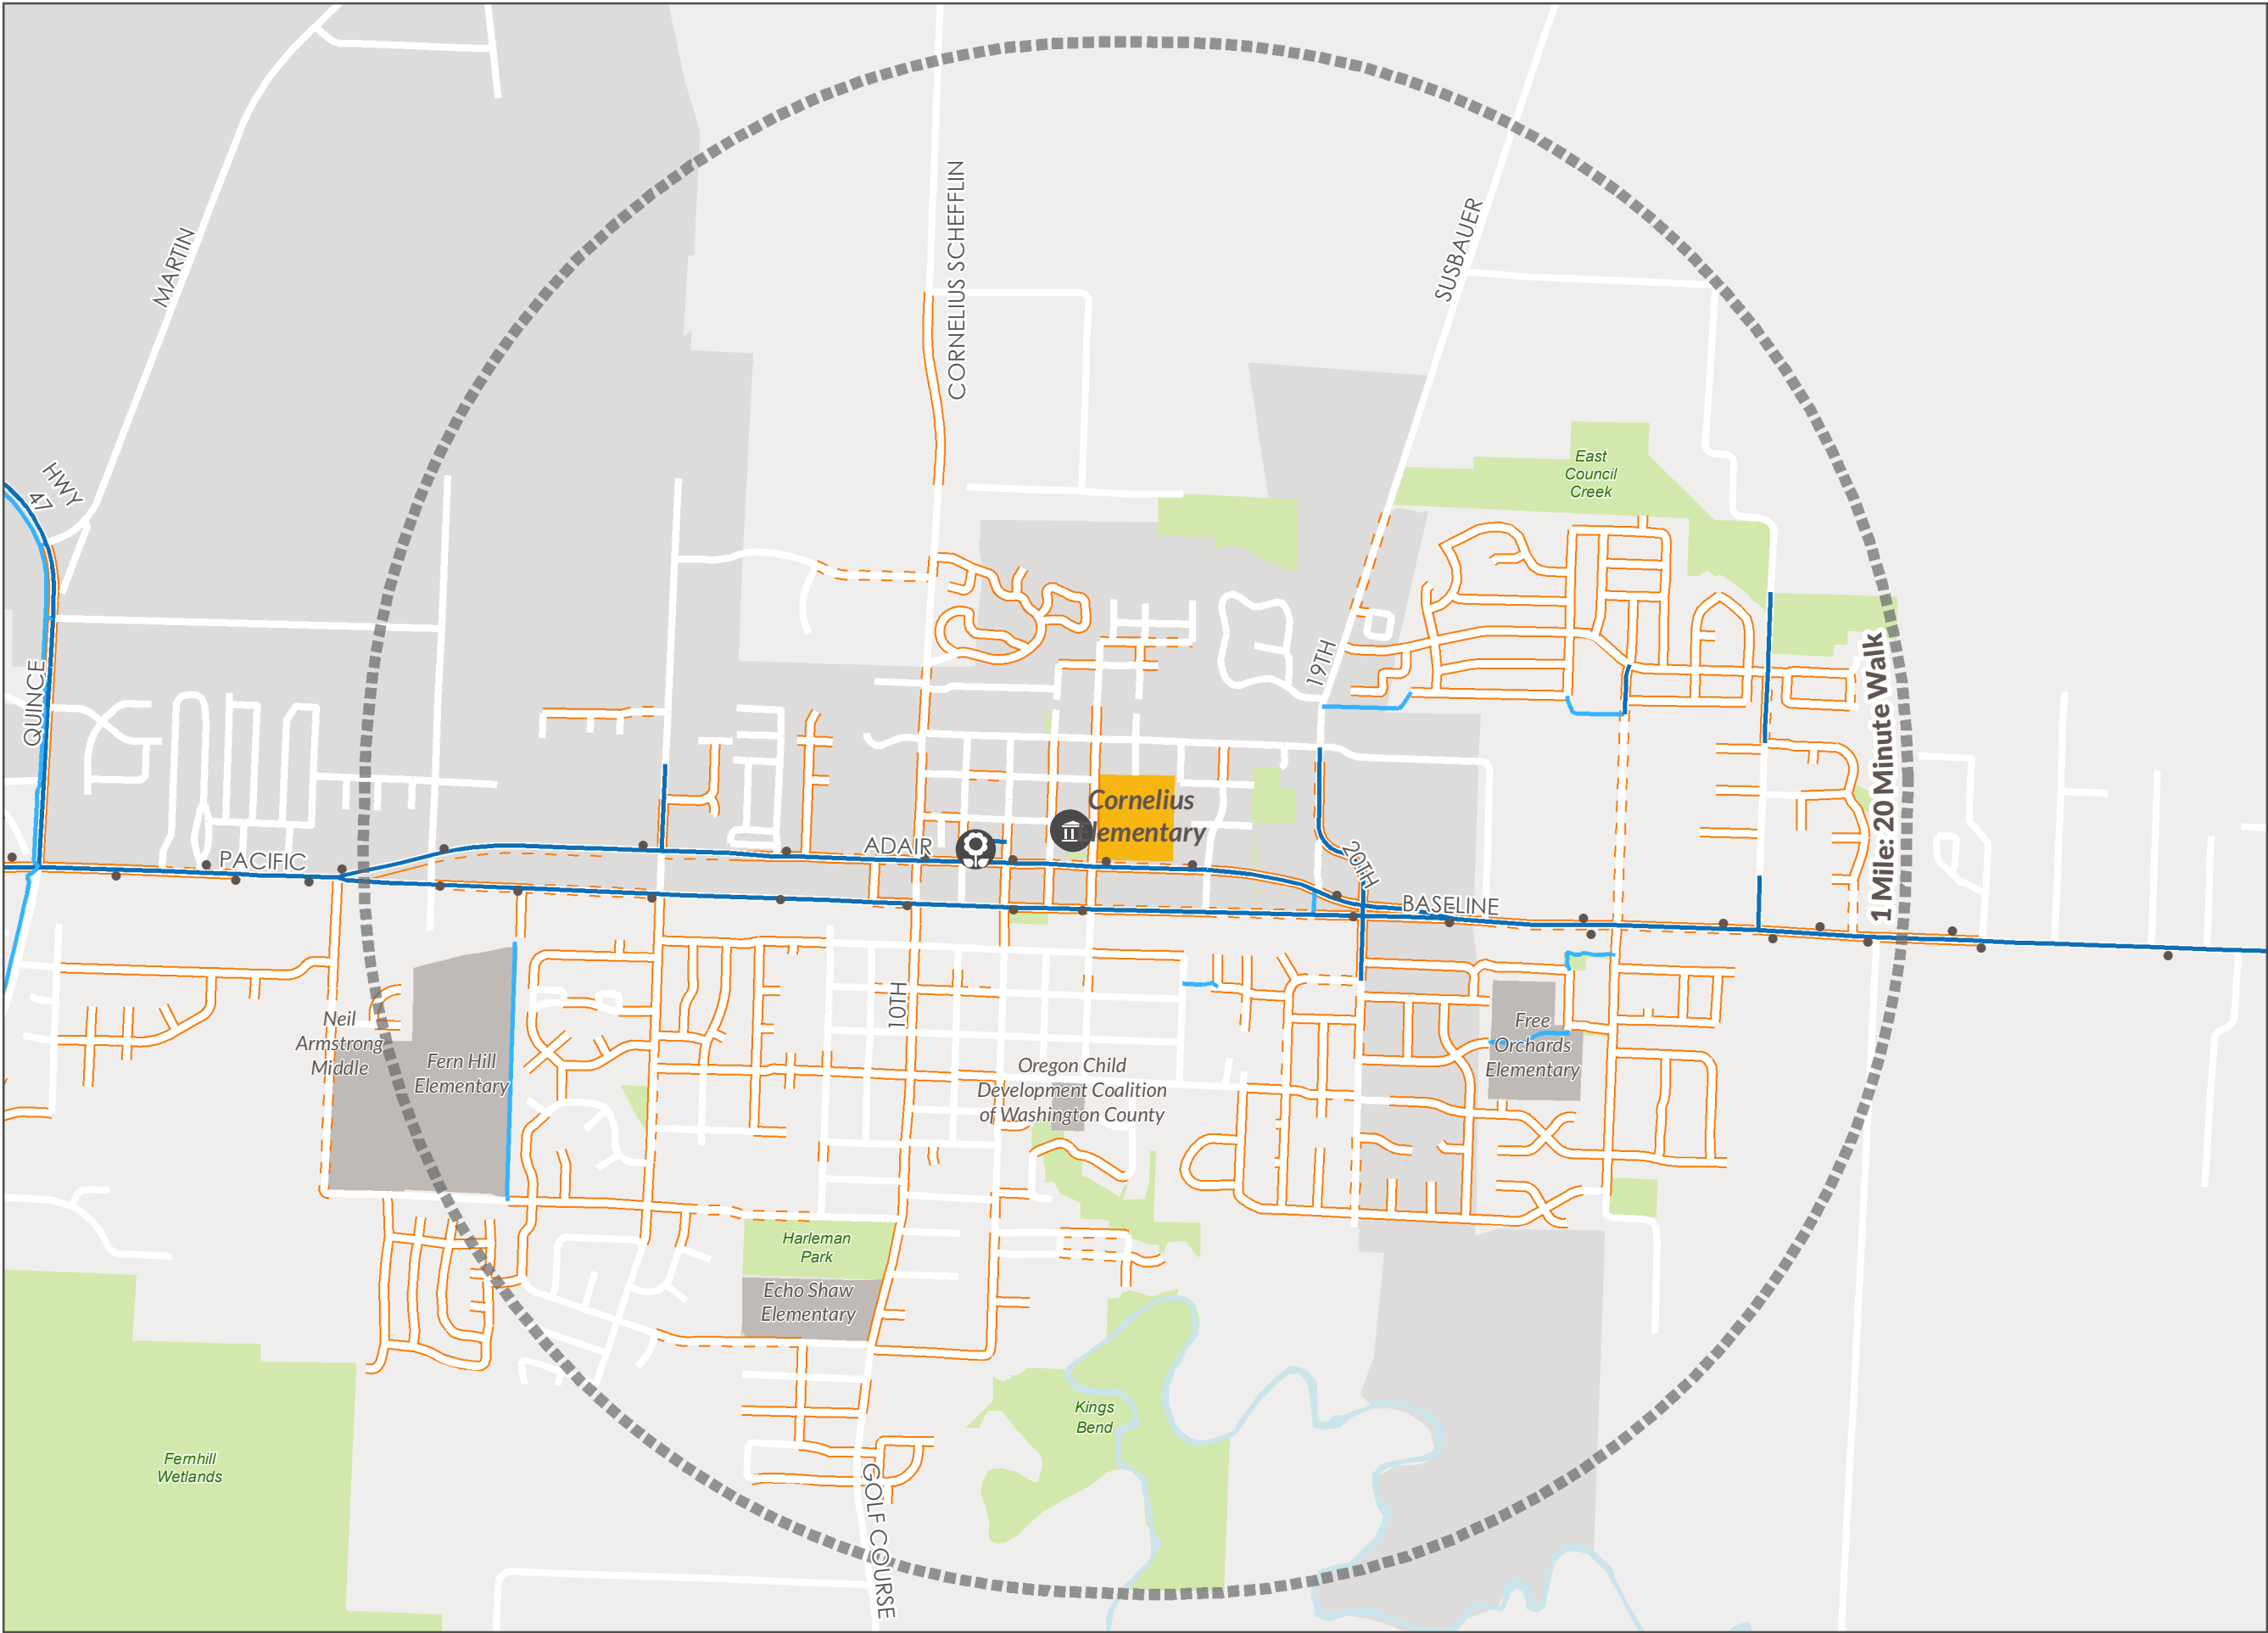 CORNELIUS SCHEFFLIN
SUSBAUER
MARTIN
HWY
47
East
Council
Creek
QUINCE
19TH
1 Mile: 20 Minute Walk
Cornelius
Elementary
PACIFIC
ADAIR
20TH
BASELINE
10TH
Neil
Armstrong
Middle
Fern Hill
Elementary
Oregon Child
Development Coalition
of Washington County
Free
Orchards
Elementary
Harleman
Park
Echo Shaw
Elementary
Kings
Bend
Fernhill
Wetlands
GOLF COURSE